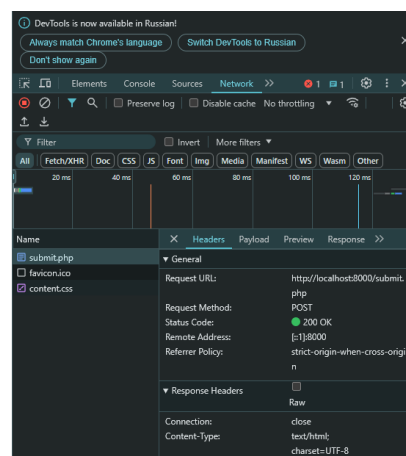 DevTools is now available in Russian!
Always match Chrome's language
Switch DevTools to Russian
Don't show again
Elements Console Sources Network 1 1
Preserve log Disable cache No throttling
Filter Invert More filters
All Fetch/XHR Doc CSS JS Font Img Media Manifest WS Wasm Other
20 ms 40 ms 60 ms 80 ms 100 ms 120 ms
Name Headers Payload Preview Response
submit.php
favicon.ico
content.css
General
Request URL: http://localhost:8000/submit.
php
Request Method: POST
Status Code: 200 OK
Remote Address: [::1]:8000
Referrer Policy: strict-origin-when-cross-origi
n
Response Headers
Raw
Connection: close
Content-Type: text/html;
charset=UTF-8